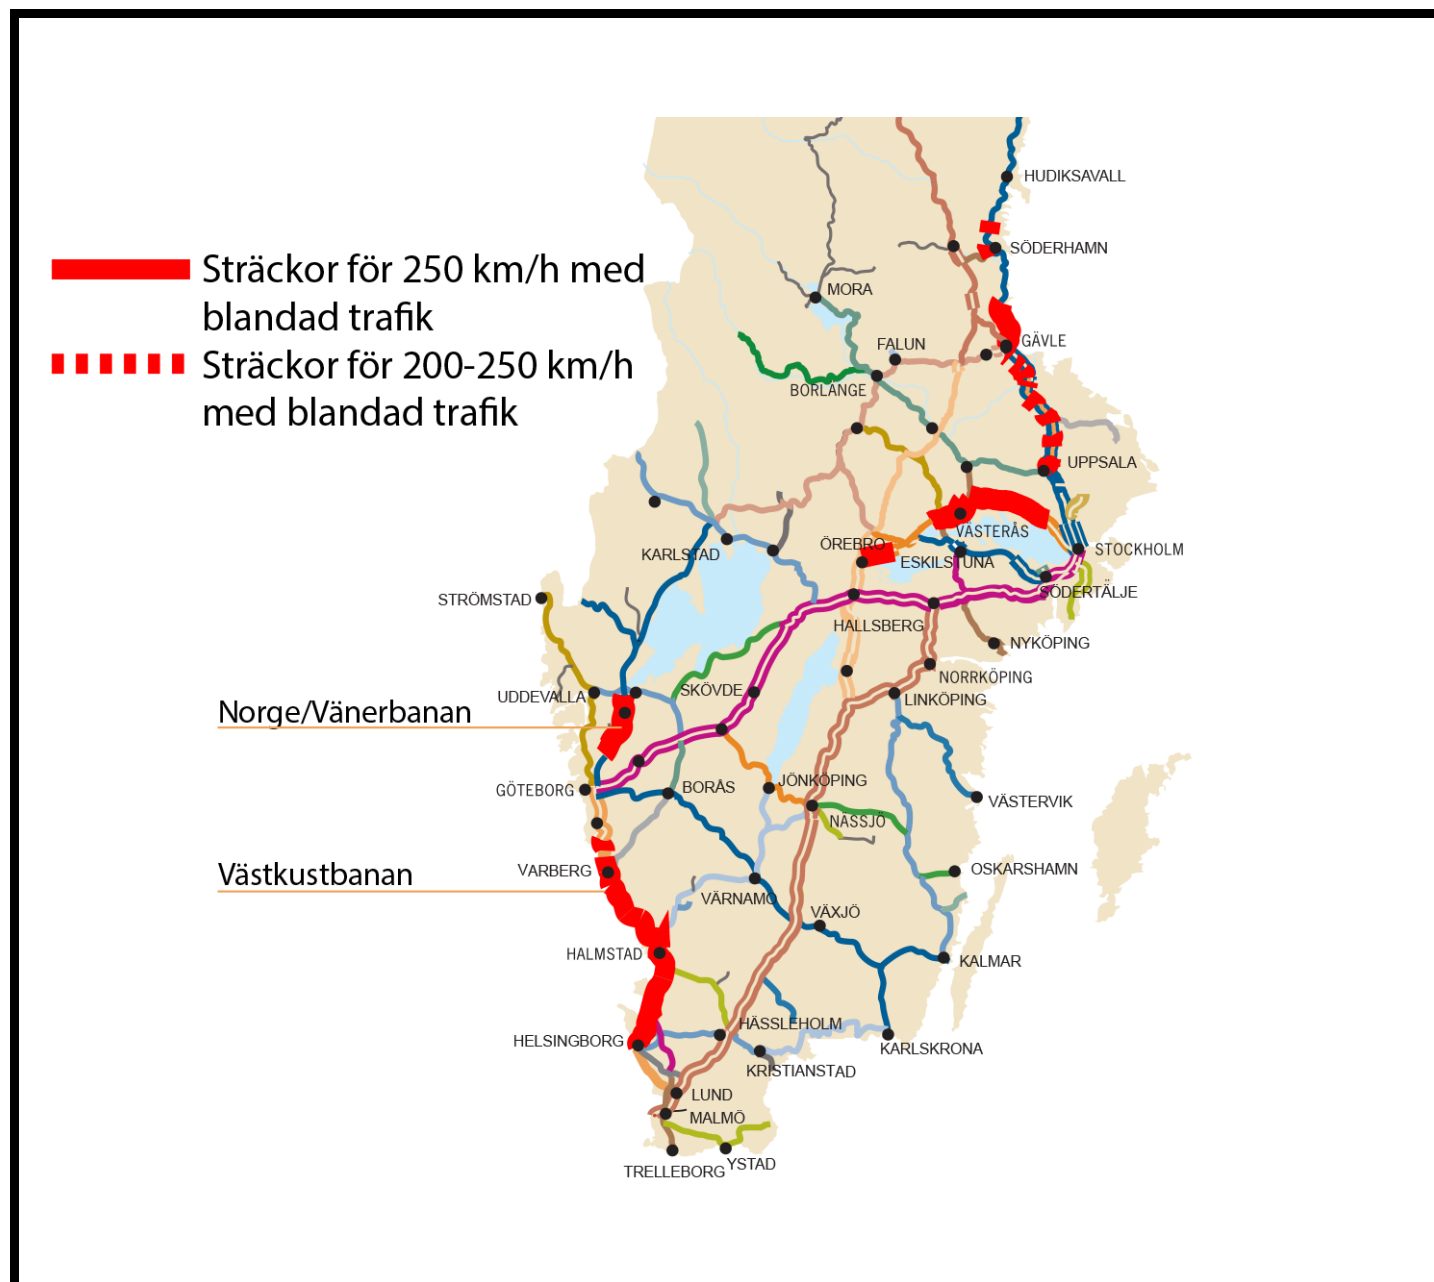 Sträckor för 250 km/h med
blandad trafik
Sträckor för 200-250 km/h
med blandad trafik
HUDIKSAVALL
SÖDERHAMN
MORA
GÄVLE
FALUN
BORLÄNGE
UPPSALA
VÄSTERÅS
ÖREBRO
KARLSTAD
STOCKHOLM
ESKILSTUNA
SÖDERTÄLJE
STRÖMSTAD
HALLSBERG
NYKÖPING
NORRKÖPING
SKÖVDE
UDDEVALLA
LINKÖPING
Norge/Vänerbanan
JÖNKÖPING
BORÅS
GÖTEBORG
VÄSTERVIK
NÄSSJÖ
VARBERG
OSKARSHAMN
Västkustbanan
VÄRNAMO
VÄXJÖ
HALMSTAD
KALMAR
HÄSSLEHOLM
HELSINGBORG
KARLSKRONA
KRISTIANSTAD
LUND
MALMÖ
YSTAD
TRELLEBORG